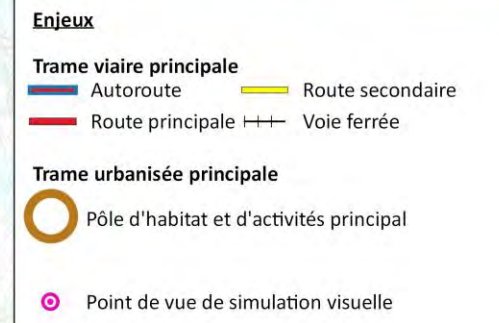 Enjeux
Trame viaire principale
Autoroute Route secondaire
Route principale Voie ferrée
Trame urbanisée principale
Pôle d'habitat et d'activités principal
Point de vue de simulation visuelle